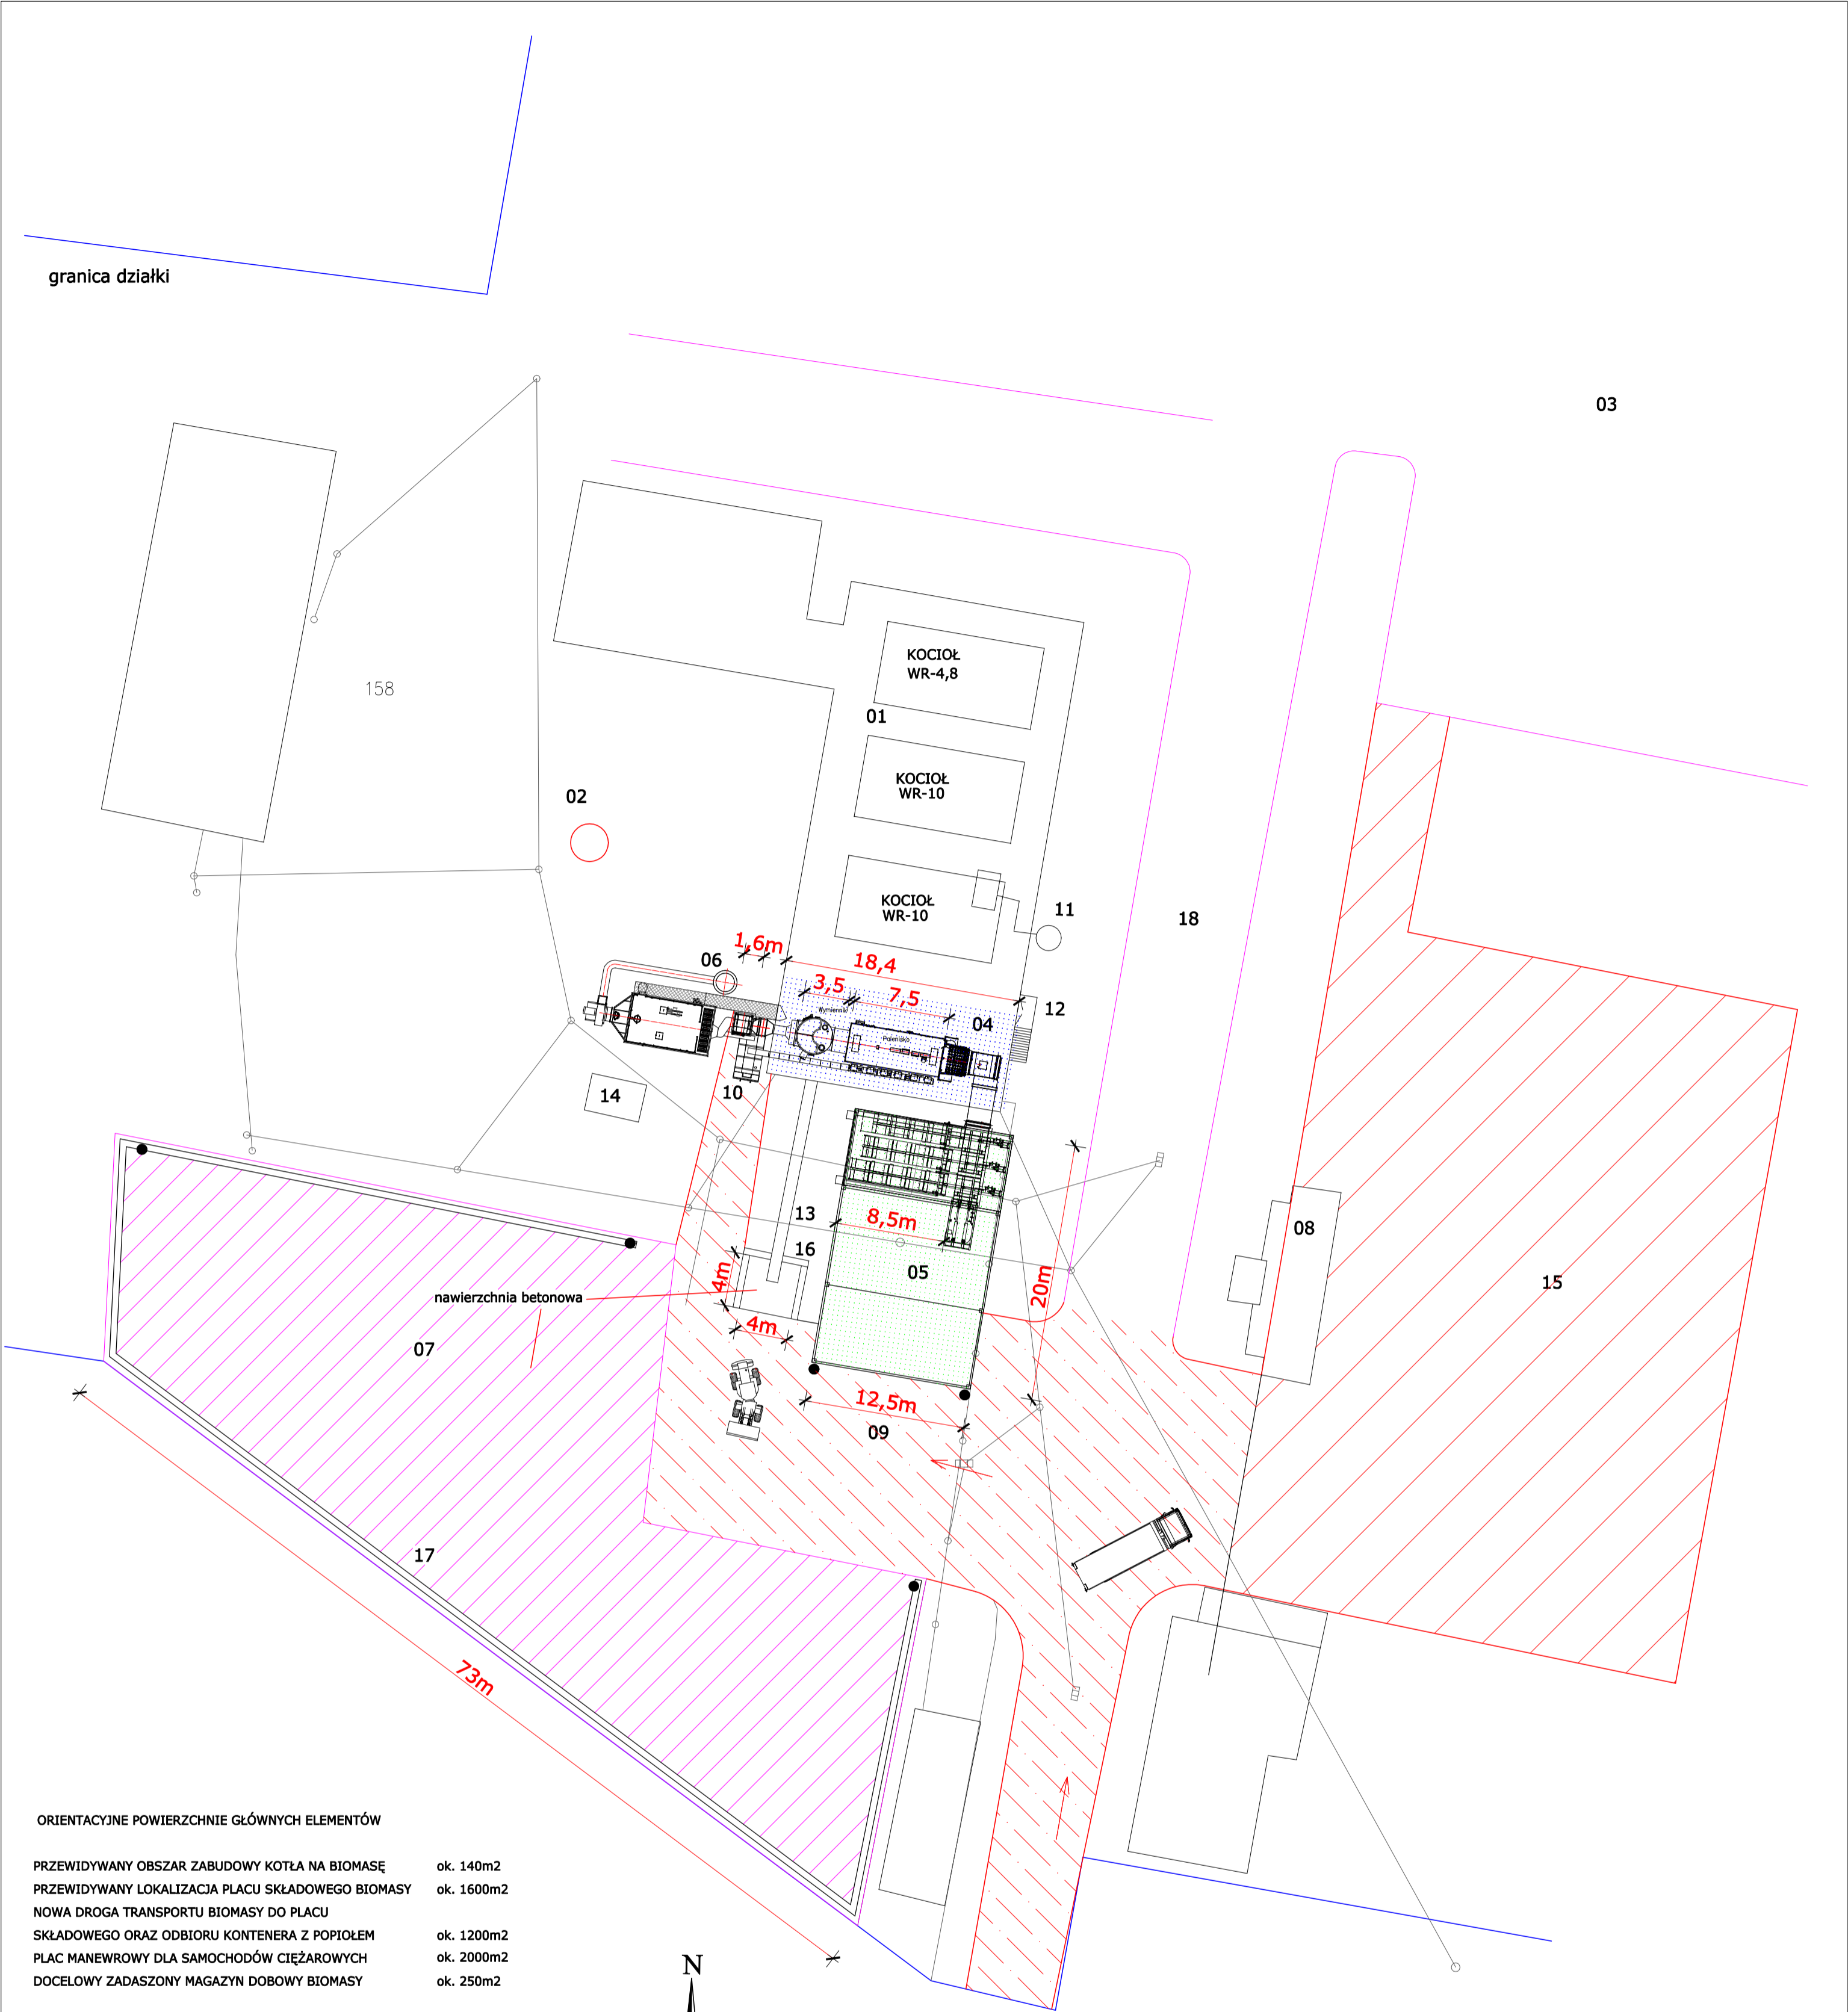 granica działki
03
KOCIOŁ
WR-4,8
158
01
KOCIOŁ
WR-10
02
KOCIOŁ
WR-10
11
18
1,6m
06
18,4
3,5
7,5
12
04
Palenisko
14
10
13
8,5m
08
16
05
4m
20m
15
nawierzchnia betonowa
4m
07
12,5m
09
17
73m
ORIENTACYJNE POWIERZCHNIE GŁÓWNYCH ELEMENTÓW
PRZEWIDYWANY OBSZAR ZABUDOWY KOTŁA NA BIOMASĘ ok. 140m2
PRZEWIDYWANY LOKALIZACJA PLACU SKŁADOWEGO BIOMASY ok. 1600m2
NOWA DROGA TRANSPORTU BIOMASY DO PLACU
SKŁADOWEGO ORAZ ODBIORU KONTENERA Z POPIOŁEM ok. 1200m2
PLAC MANEWROWY DLA SAMOCHODÓW CIĘŻAROWYCH ok. 2000m2
DOCELOWY ZADASZONY MAGAZYN DOBOWY BIOMASY ok. 250m2
N